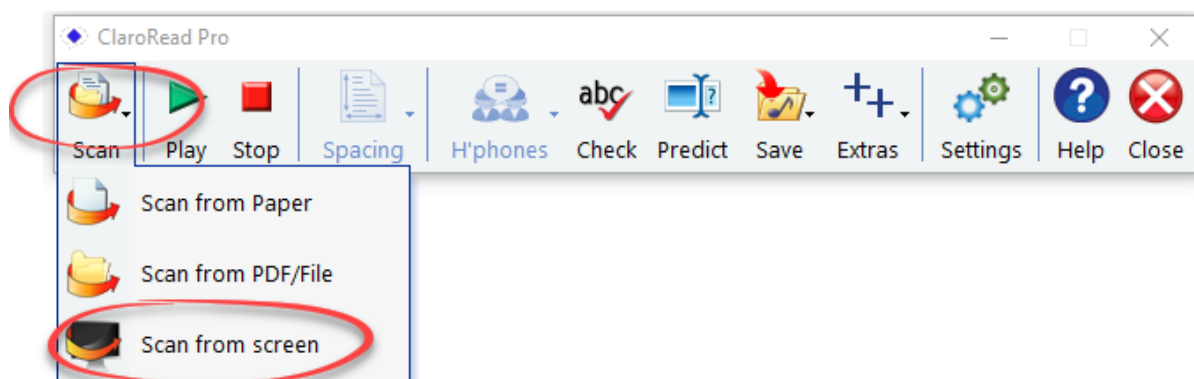 ClaroRead Pro
abc
?
?
Scan Play Stop Spacing H'phones Check Predict Save Extras Settings Help Close
Scan from Paper
Scan from PDF/File
Scan from screen